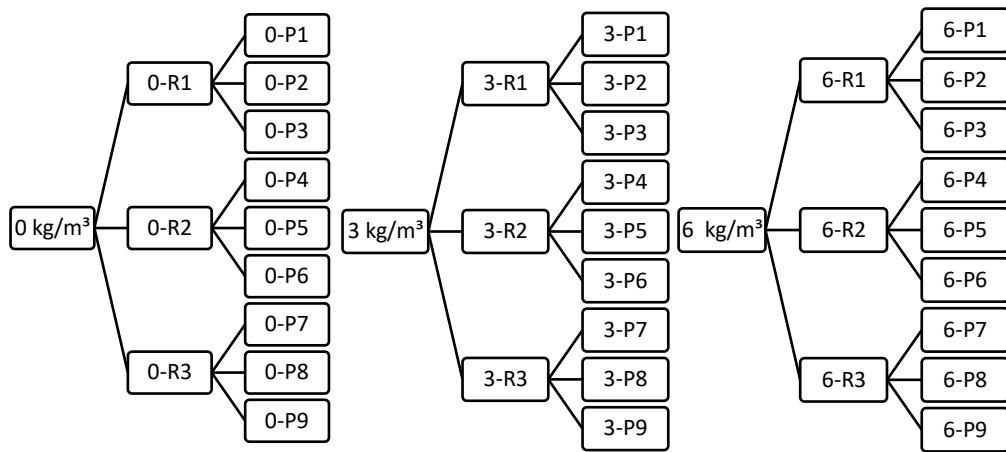 0 kg/m³
0-R1
0-P1
0-P2
0-P3
0-R2
0-P4
0-P5
0-P6
0-R3
0-P7
0-P8
0-P9
3 kg/m³
3-R1
3-P1
3-P2
3-P3
3-R2
3-P4
3-P5
3-P6
3-R3
3-P7
3-P8
3-P9
6 kg/m³
6-R1
6-P1
6-P2
6-P3
6-R2
6-P4
6-P5
6-P6
6-R3
6-P7
6-P8
6-P9